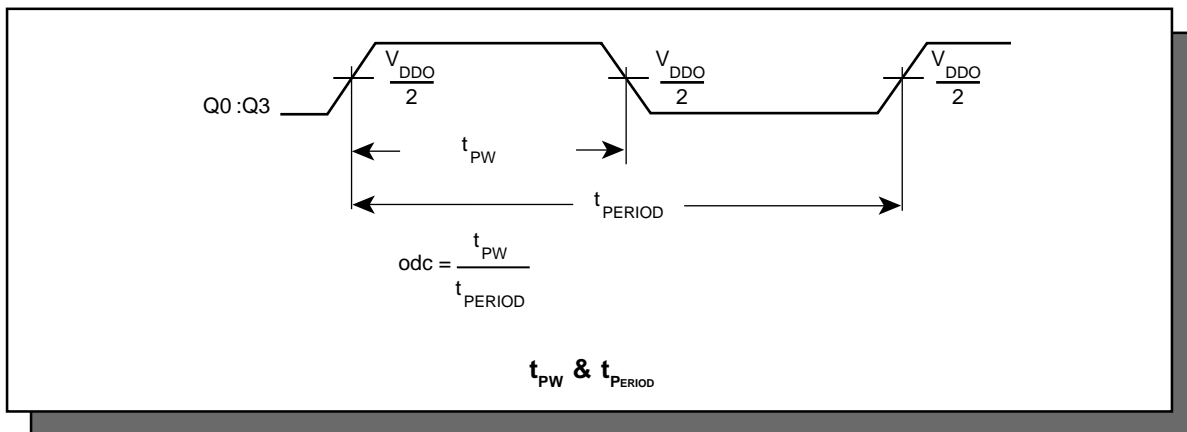 V DDO
2
V DDO
2
V DDO
2
Q0 :Q3
t PW
t PERIOD
odc = t PW
t PERIOD
t PW & t PERIOD